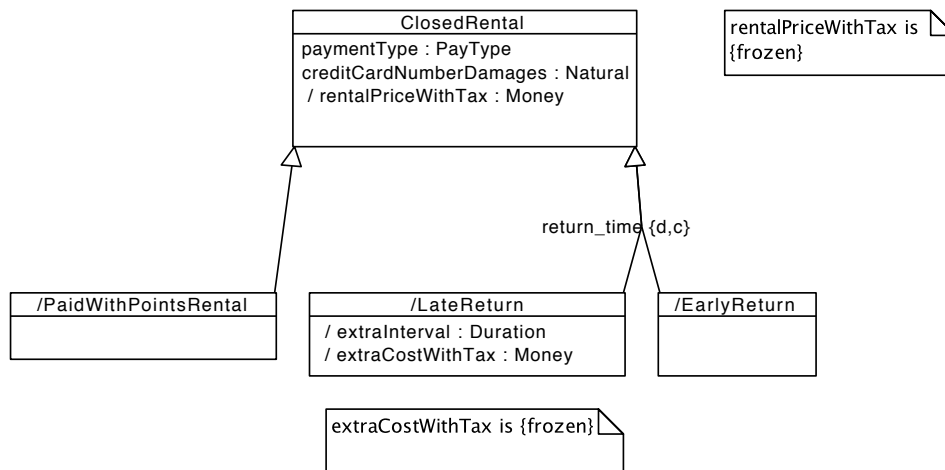 ClosedRental
paymentType : PayType
creditCardNumberDamages : Natural
/ rentalPriceWithTax : Money
rentalPriceWithTax is
{frozen}
return_time {d,c}
/PaidWithPointsRental
/LateReturn
/ extraInterval : Duration
/ extraCostWithTax : Money
/EarlyReturn
extraCostWithTax is {frozen}